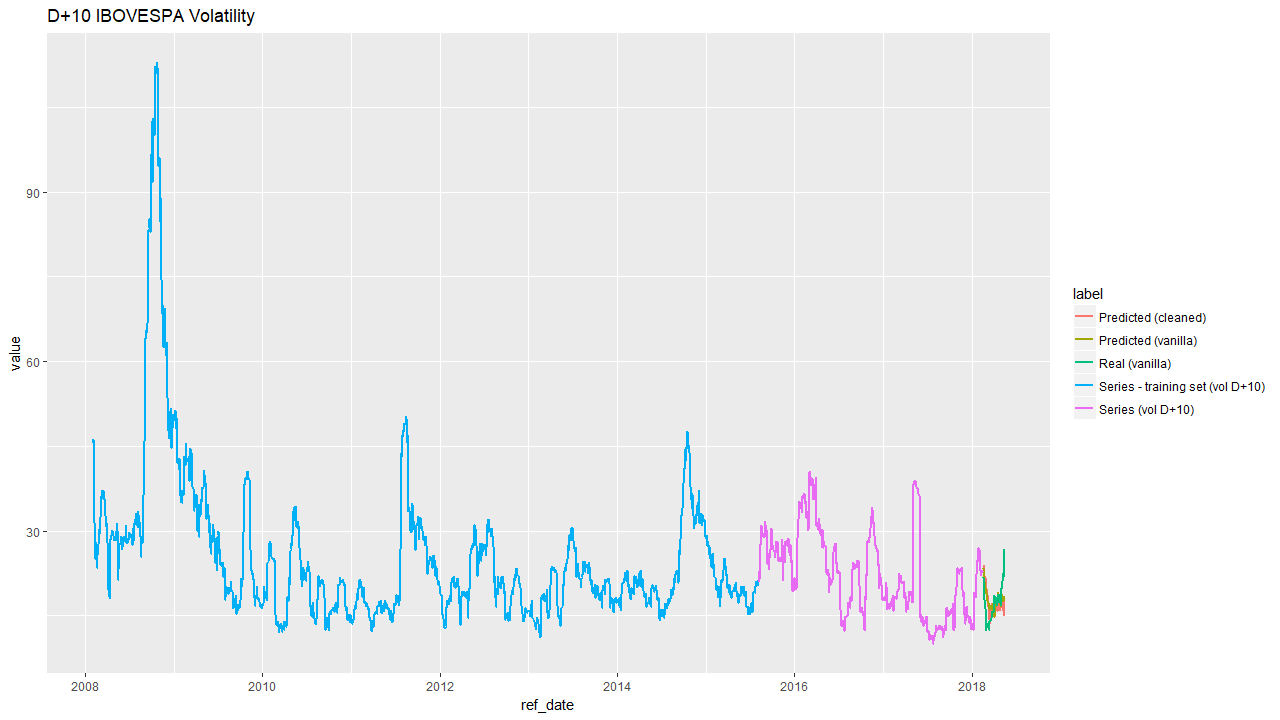 D+10 IBOVESPA Volatility
value
90
60
30
2008 2010 2012 2014 2016 2018
ref_date
label
Predicted (cleaned)
Predicted (vanilla)
Real (vanilla)
Series - training set (vol D+10)
Series (vol D+10)